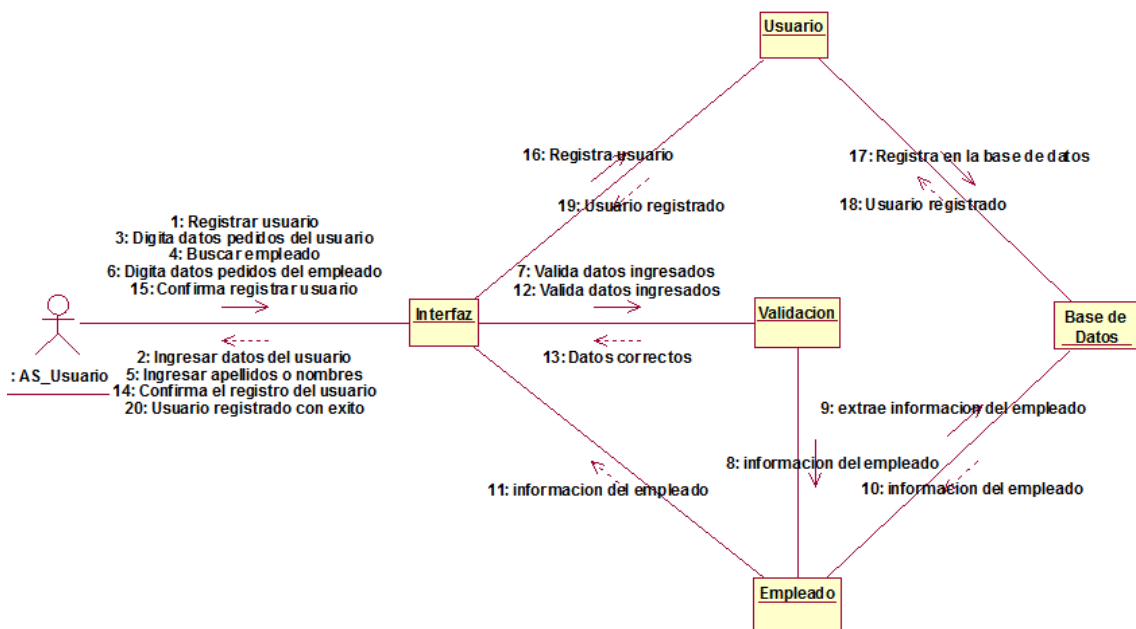 Usuario
16: Registra usuario
17: Registra en la base de datos
19: Usuario registrado
18: Usuario registrado
1: Registrar usuario
3: Digita datos pedidos del usuario
4: Buscar empleado
6: Digita datos pedidos del empleado
15: Confirma registrar usuario
7: Valida datos ingresados
12: Valida datos ingresados
Interfaz
Validacion
Base de
Datos
: AS_Usuario
2: Ingresar datos del usuario
5: Ingresar apellidos o nombres
14: Confirma el registro del usuario
20: Usuario registrado con exito
13: Datos correctos
9: extrae informacion del empleado
8: informacion del empleado
11: informacion del empleado
10: informacion del empleado
Empleado